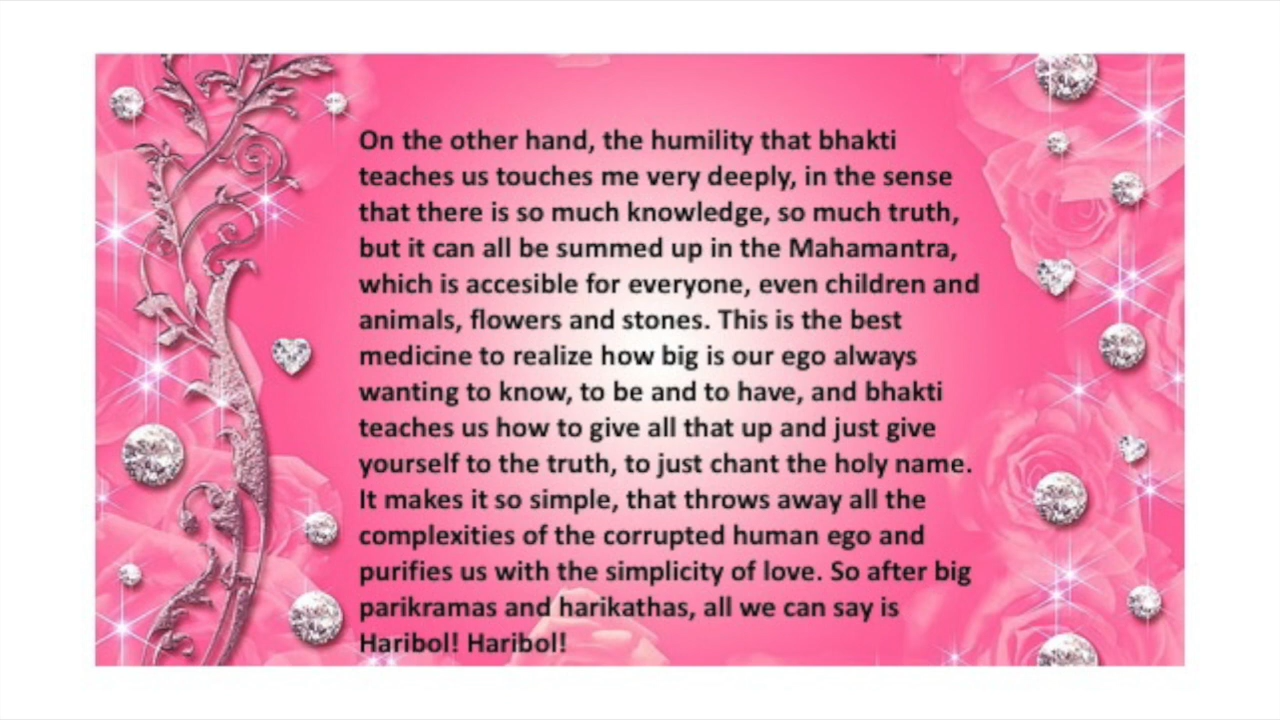 On the other hand, the humility that bhakti
teaches us touches me very deeply, in the sense
that there is so much knowledge, so much truth,
but it can all be summed up in the Mahamantra,
which is accesible for everyone, even children and
animals, flowers and stones. This is the best
medicine to realize how big is our ego always
wanting to know, to be and to have, and bhakti
teaches us how to give all that up and just give
yourself to the truth, to just chant the holy name.
It makes it so simple, that throws away all the
complexities of the corrupted human ego and
purifies us with the simplicity of love. So after big
parikramas and harikathas, all we can say is
Haribol! Haribol!